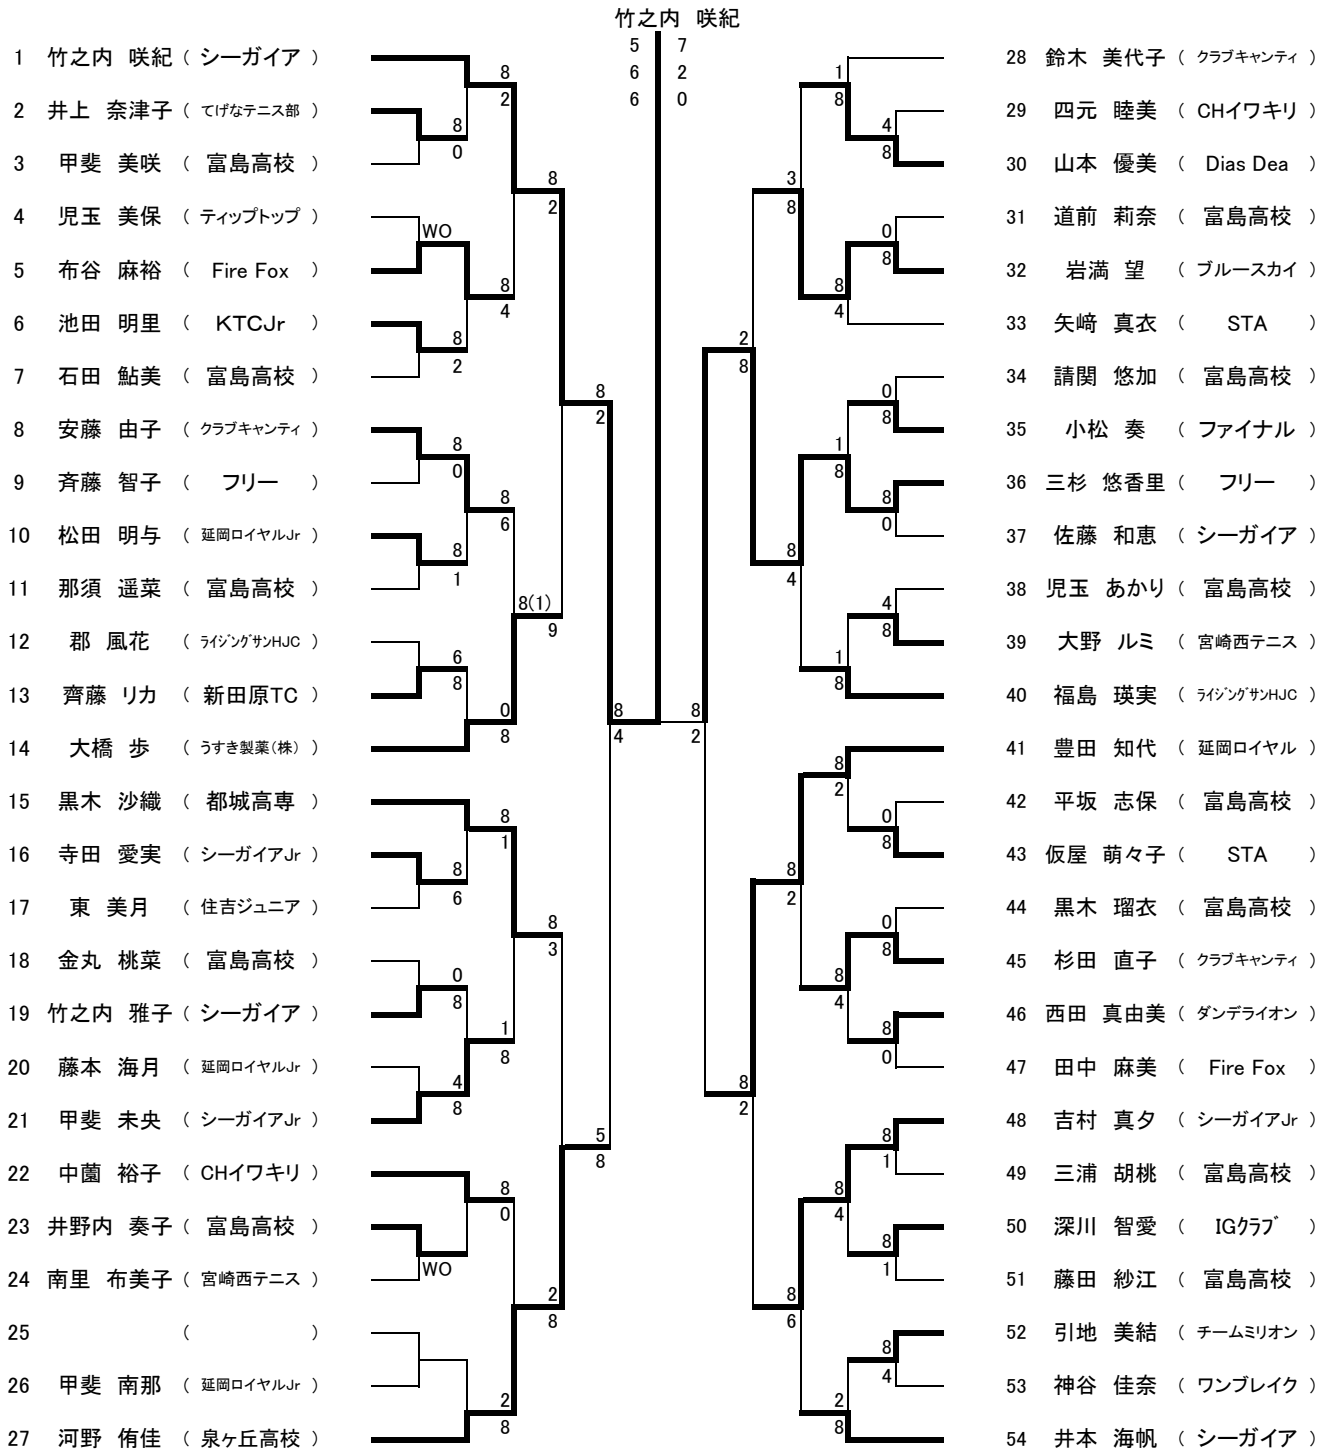 竹之内 咲紀
5 7
6 2
6 0
1 竹之内 咲紀 ( シーガイア )
2 井上 奈津子 ( てげなテニス部 )
3 甲斐 美咲 ( 富島高校 )
4 児玉 美保 ( ティップトップ )
5 布谷 麻裕 ( Fire Fox )
6 池田 明里 ( KTCJr )
7 石田 鮎美 ( 富島高校 )
8 安藤 由子 ( クラブキャンティ )
9 斉藤 智子 ( フリー )
10 松田 明与 ( 延岡ロイヤルJr )
11 那須 遥菜 ( 富島高校 )
12 郡 風花 ( ライジングサンHJC )
13 齊藤 リカ ( 新田原TC )
14 大橋 歩 ( うすき製薬(株) )
15 黒木 沙織 ( 都城高専 )
16 寺田 愛実 ( シーガイアJr )
17 東 美月 ( 住吉ジュニア )
18 金丸 桃菜 ( 富島高校 )
19 竹之内 雅子 ( シーガイア )
20 藤本 海月 ( 延岡ロイヤルJr )
21 甲斐 未央 ( シーガイアJr )
22 中薗 裕子 ( CHイワキリ )
23 井野内 奏子 ( 富島高校 )
24 南里 布美子 ( 宮崎西テニス )
25 ( )
26 甲斐 南那 ( 延岡ロイヤルJr )
27 河野 侑佳 ( 泉ヶ丘高校 )
8
0
WO
8
2
8
0
8
1
6
8
8
6
0
8
4
8
WO
8
2
8
4
8
6
0
8
8
1
1
8
8
0
2
8
8
2
8(1)
9
8
3
2
8
8
2
5
8
8
4
8
2
2
8
8
2
3
8
8
4
8
2
8
6
1
8
8
4
1
8
1
8
8
2
8
4
8
4
2
8
4
8
0
8
0
8
8
0
4
8
0
8
0
8
8
0
8
1
8
1
8
4
28 鈴木 美代子 ( クラブキャンティ )
29 四元 睦美 ( CHイワキリ )
30 山本 優美 ( Dias Dea )
31 道前 莉奈 ( 富島高校 )
32 岩満 望 ( ブルースカイ )
33 矢﨑 真衣 ( STA )
34 請関 悠加 ( 富島高校 )
35 小松 奏 ( ファイナル )
36 三杉 悠香里 ( フリー )
37 佐藤 和恵 ( シーガイア )
38 児玉 あかり ( 富島高校 )
39 大野 ルミ ( 宮崎西テニス )
40 福島 瑛実 ( ライジングサンHJC )
41 豊田 知代 ( 延岡ロイヤル )
42 平坂 志保 ( 富島高校 )
43 仮屋 萌々子 ( STA )
44 黒木 瑠衣 ( 富島高校 )
45 杉田 直子 ( クラブキャンティ )
46 西田 真由美 ( ダンデライオン )
47 田中 麻美 ( Fire Fox )
48 吉村 真夕 ( シーガイアJr )
49 三浦 胡桃 ( 富島高校 )
50 深川 智愛 ( IGクラブ )
51 藤田 紗江 ( 富島高校 )
52 引地 美結 ( チームミリオン )
53 神谷 佳奈 ( ワンブレイク )
54 井本 海帆 ( シーガイア )